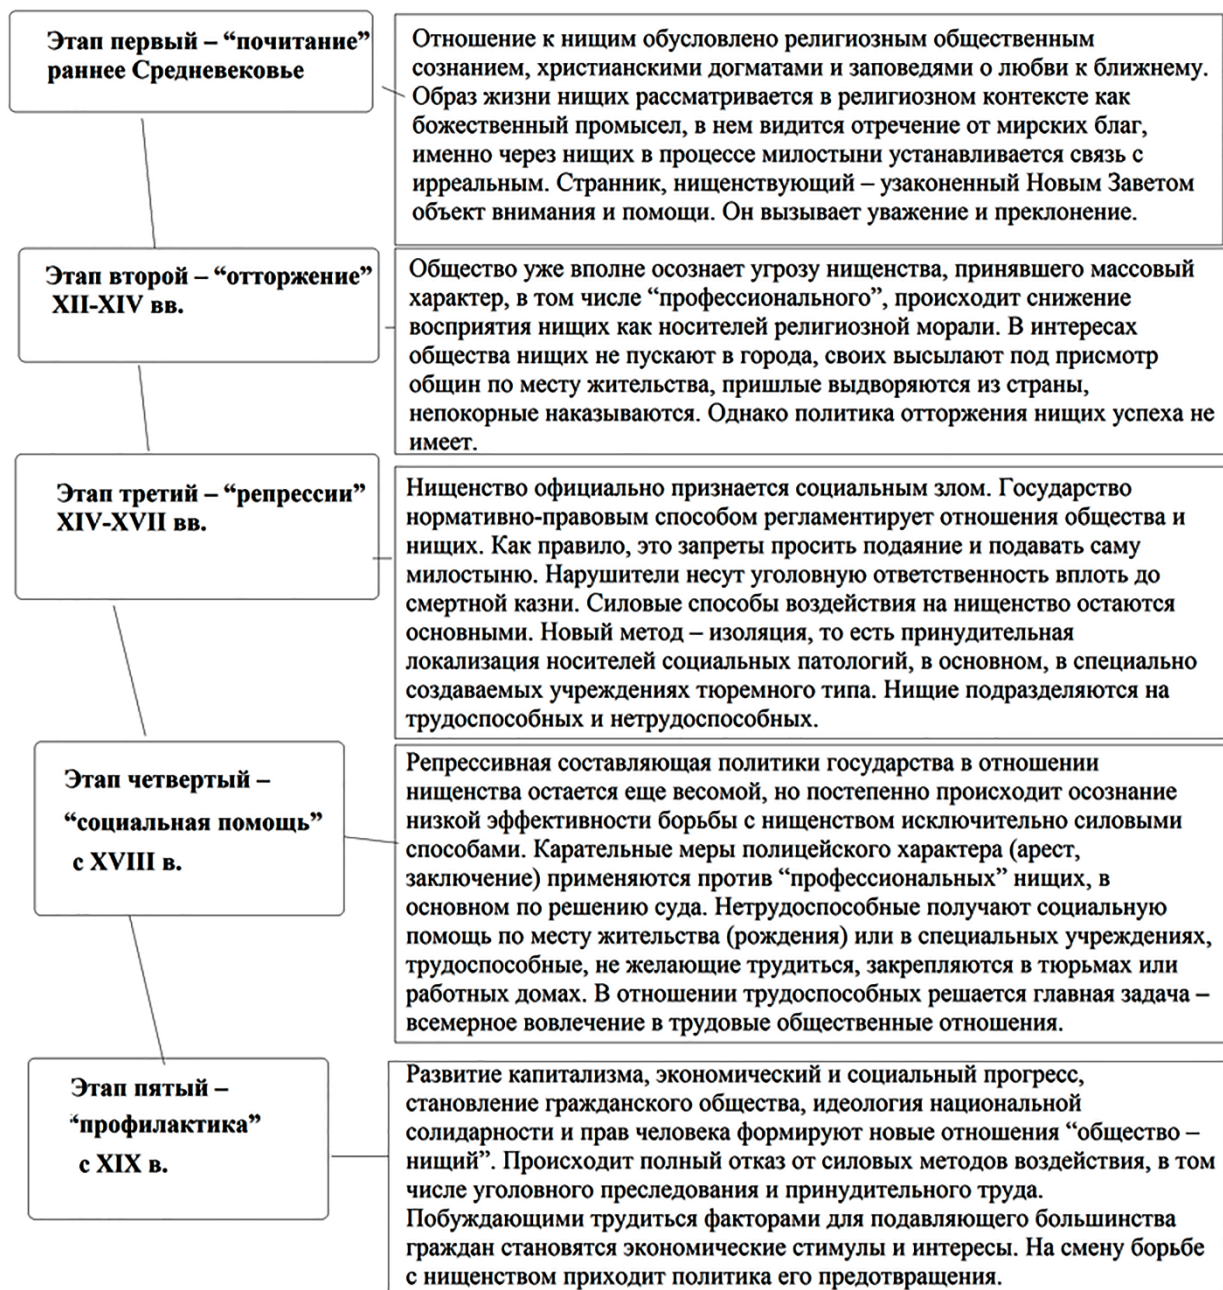 Этап первый – “почитание”
раннее Средневековье
Отношение к нищим обусловлено религиозным общественным
сознанием, христианскими догматами и заповедями о любви к ближнему.
Образ жизни нищих рассматривается в религиозном контексте как
божественный промысел, в нем видится отречение от мирских благ,
именно через нищих в процессе милостыни устанавливается связь с
ирреальным. Странник, нищенствующий – узаконенный Новым Заветом
объект внимания и помощи. Он вызывает уважение и преклонение.
Этап второй – “отторжение”
XII-XIV вв.
Общество уже вполне осознает угрозу нищенства, принявшего массовый
характер, в том числе “профессионального”, происходит снижение
восприятия нищих как носителей религиозной морали. В интересах
общества нищих не пускают в города, своих высылают под присмотр
общин по месту жительства, пришлые выдворяются из страны,
непокорные наказываются. Однако политика отторжения нищих успеха не
имеет.
Этап третий – “репрессии”
XIV-XVII вв.
Нищенство официально признается социальным злом. Государство
нормативно-правовым способом регламентирует отношения общества и
нищих. Как правило, это запреты просить подаяние и подавать саму
милостыню. Нарушители несут уголовную ответственность вплоть до
смертной казни. Силовые способы воздействия на нищенство остаются
основными. Новый метод – изоляция, то есть принудительная
локализация носителей социальных патологий, в основном, в специально
создаваемых учреждениях тюремного типа. Нищие подразделяются на
трудоспособных и нетрудоспособных.
Этап четвертый –
“социальная помощь”
с XVIII в.
Репрессивная составляющая политики государства в отношении
нищенства остается еще весомой, но постепенно происходит осознание
низкой эффективности борьбы с нищенством исключительно силовыми
способами. Карательные меры полицейского характера (арест,
заключение) применяются против “профессиональных” нищих, в
основном по решению суда. Нетрудоспособные получают социальную
помощь по месту жительства (рождения) или в специальных учреждениях,
трудоспособные, не желающие трудиться, закрепляются в тюрьмах или
работных домах. В отношении трудоспособных решается главная задача –
всемерное вовлечение в трудовые общественные отношения.
Этап пятый –
“профилактика”
с XIX в.
Развитие капитализма, экономический и социальный прогресс,
становление гражданского общества, идеология национальной
солидарности и прав человека формируют новые отношения “общество –
нищий”. Происходит полный отказ от силовых методов воздействия, в том
числе уголовного преследования и принудительного труда.
Побуждающими трудиться факторами для подавляющего большинства
граждан становятся экономические стимулы и интересы. На смену борьбе
с нищенством приходит политика его предотвращения.